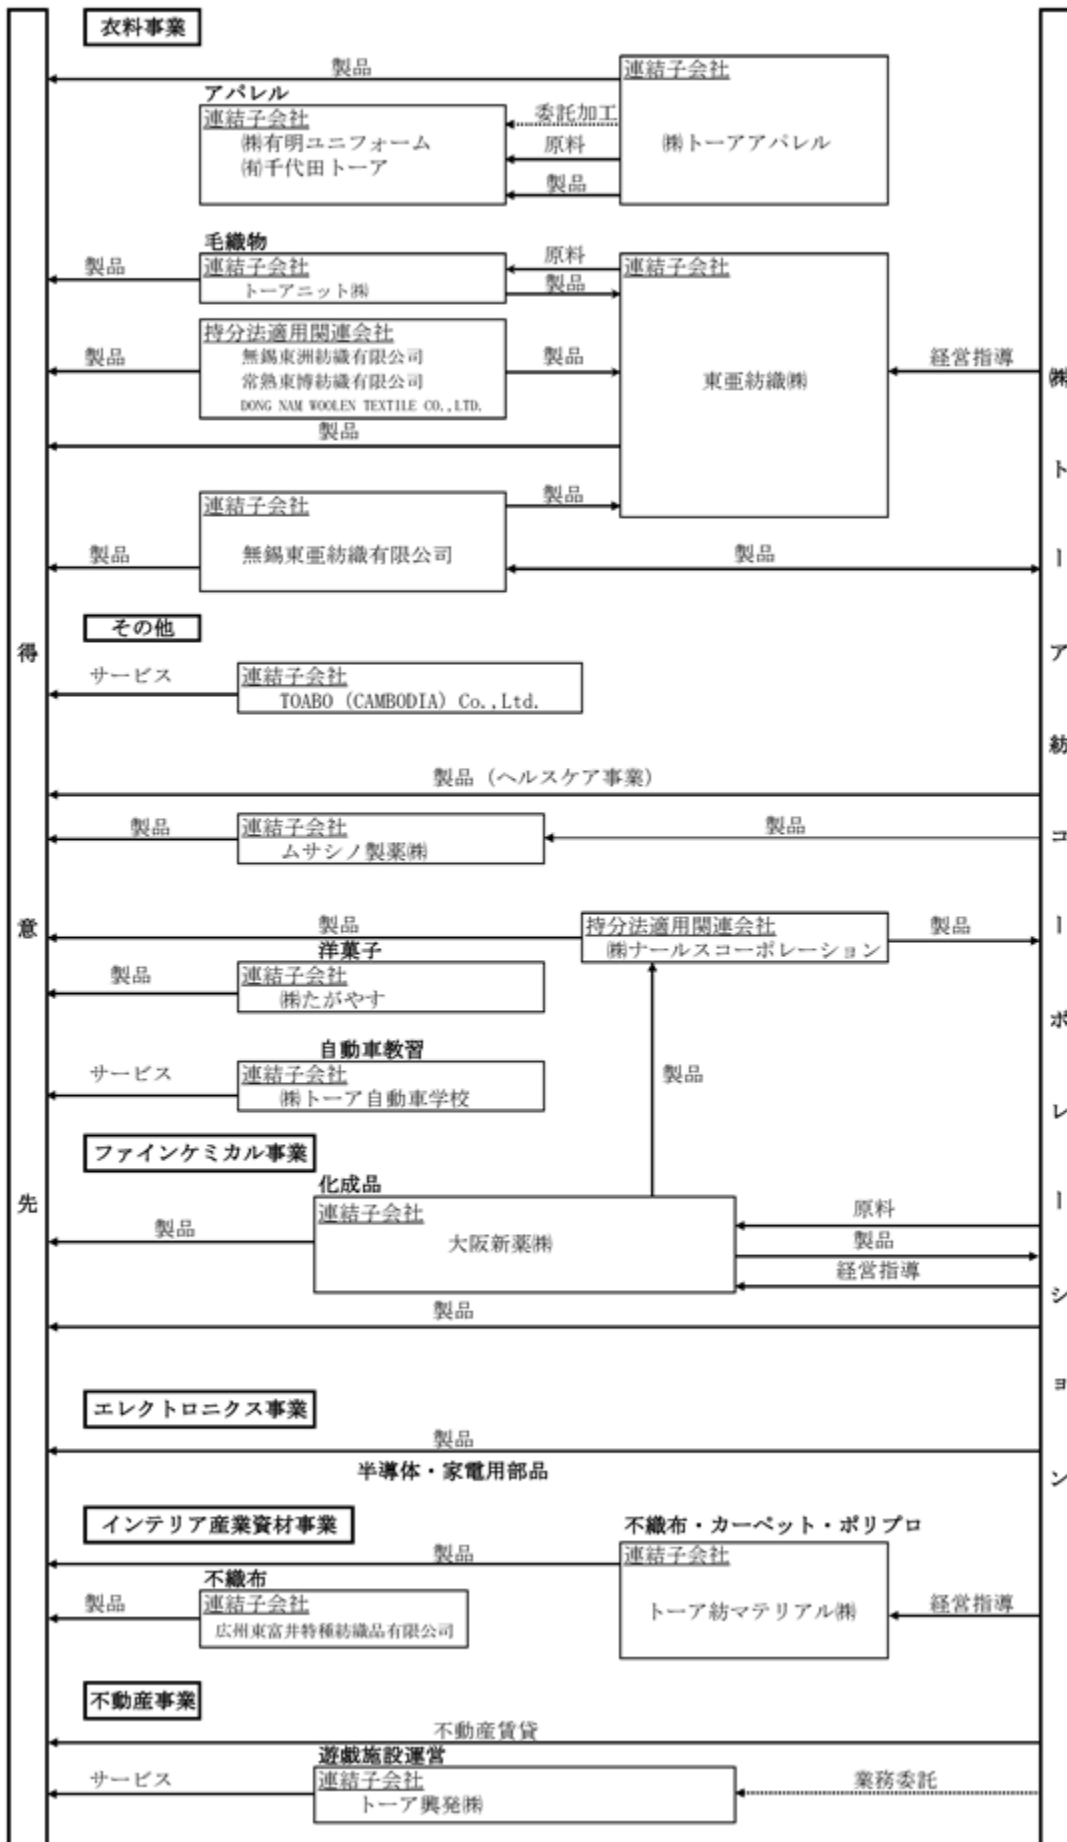 衣料事業
製品
連結子会社
㈱トーアアパレル
アパレル
連結子会社
㈱有明ユニフォーム
㈲千代田トーア
委託加工
原料
製品
毛織物
製品
連結子会社
トーアニット㈱
原料
製品
連結子会社
東亜紡織㈱
経営指導
製品
持分法適用関連会社
無錫東洲紡織有限公司
常熟東博紡織有限公司
DONG NAM WOOLEN TEXTILE CO.,LTD.
製品
製品
連結子会社
無錫東亜紡織有限公司
製品
製品
製品
その他
サービス
連結子会社
TOABO (CAMBODIA) Co.,Ltd.
製品（ヘルスケア事業）
製品
連結子会社
ムサシノ製薬㈱
製品
製品
持分法適用関連会社
㈱ナールスコーポレーション
製品
洋菓子
製品
連結子会社
㈱たがやす
自動車教習
サービス
連結子会社
㈱トーア自動車学校
製品
ファインケミカル事業
化成品
製品
連結子会社
大阪新薬㈱
原料
製品
経営指導
製品
エレクトロニクス事業
製品
半導体・家電用部品
インテリア産業資材事業
不織布・カーペット・ポリプロ
製品
連結子会社
トーア紡マテリアル㈱
経営指導
不織布
製品
連結子会社
広州東富井特種紡織品有限公司
不動産事業
不動産賃貸
遊戯施設運営
サービス
連結子会社
トーア興発㈱
業務委託
得意先
㈱トーア紡コーポレーション